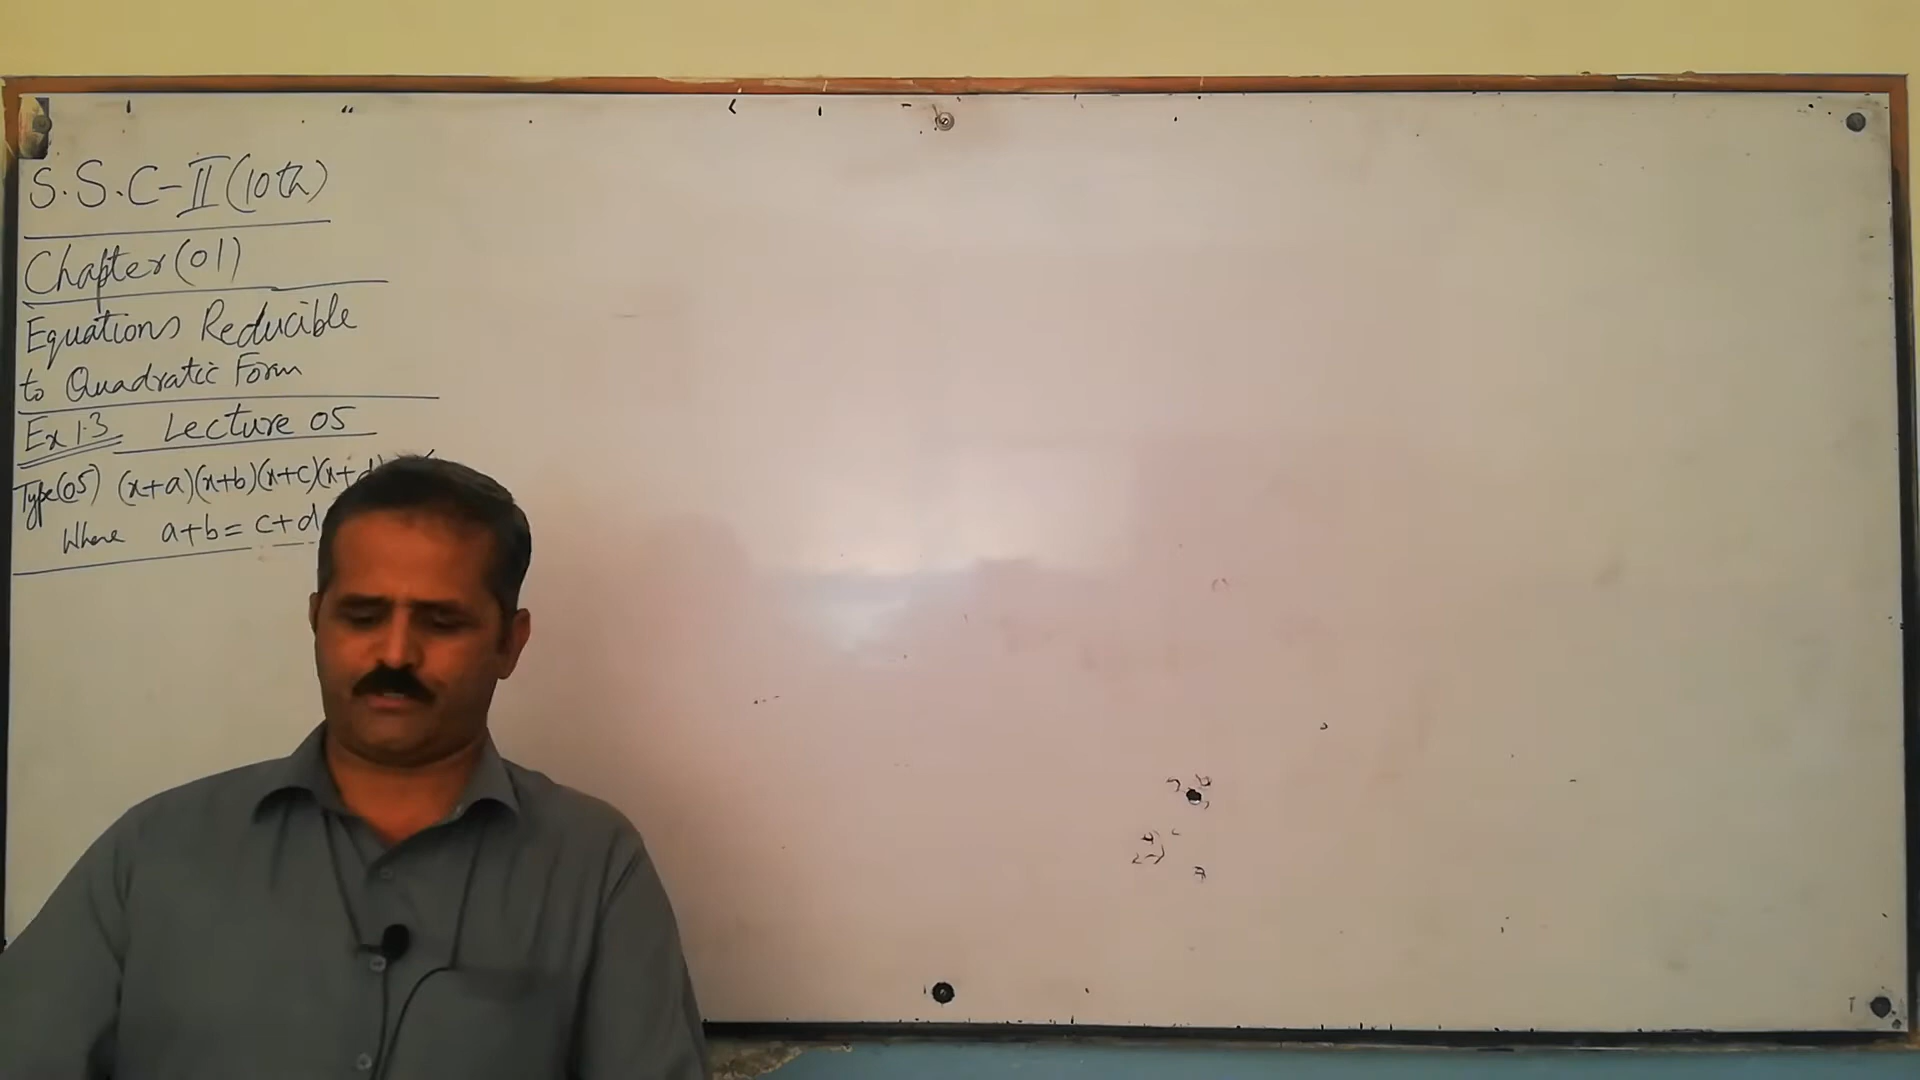 S.S.C-II (10th)
Chapter (01)
Equations Reducible
to Quadratic Form
Ex 1.3 Lecture 05
Type (05) (x+a)(x+b)(x+c)(x+d)
Where a+b=c+d